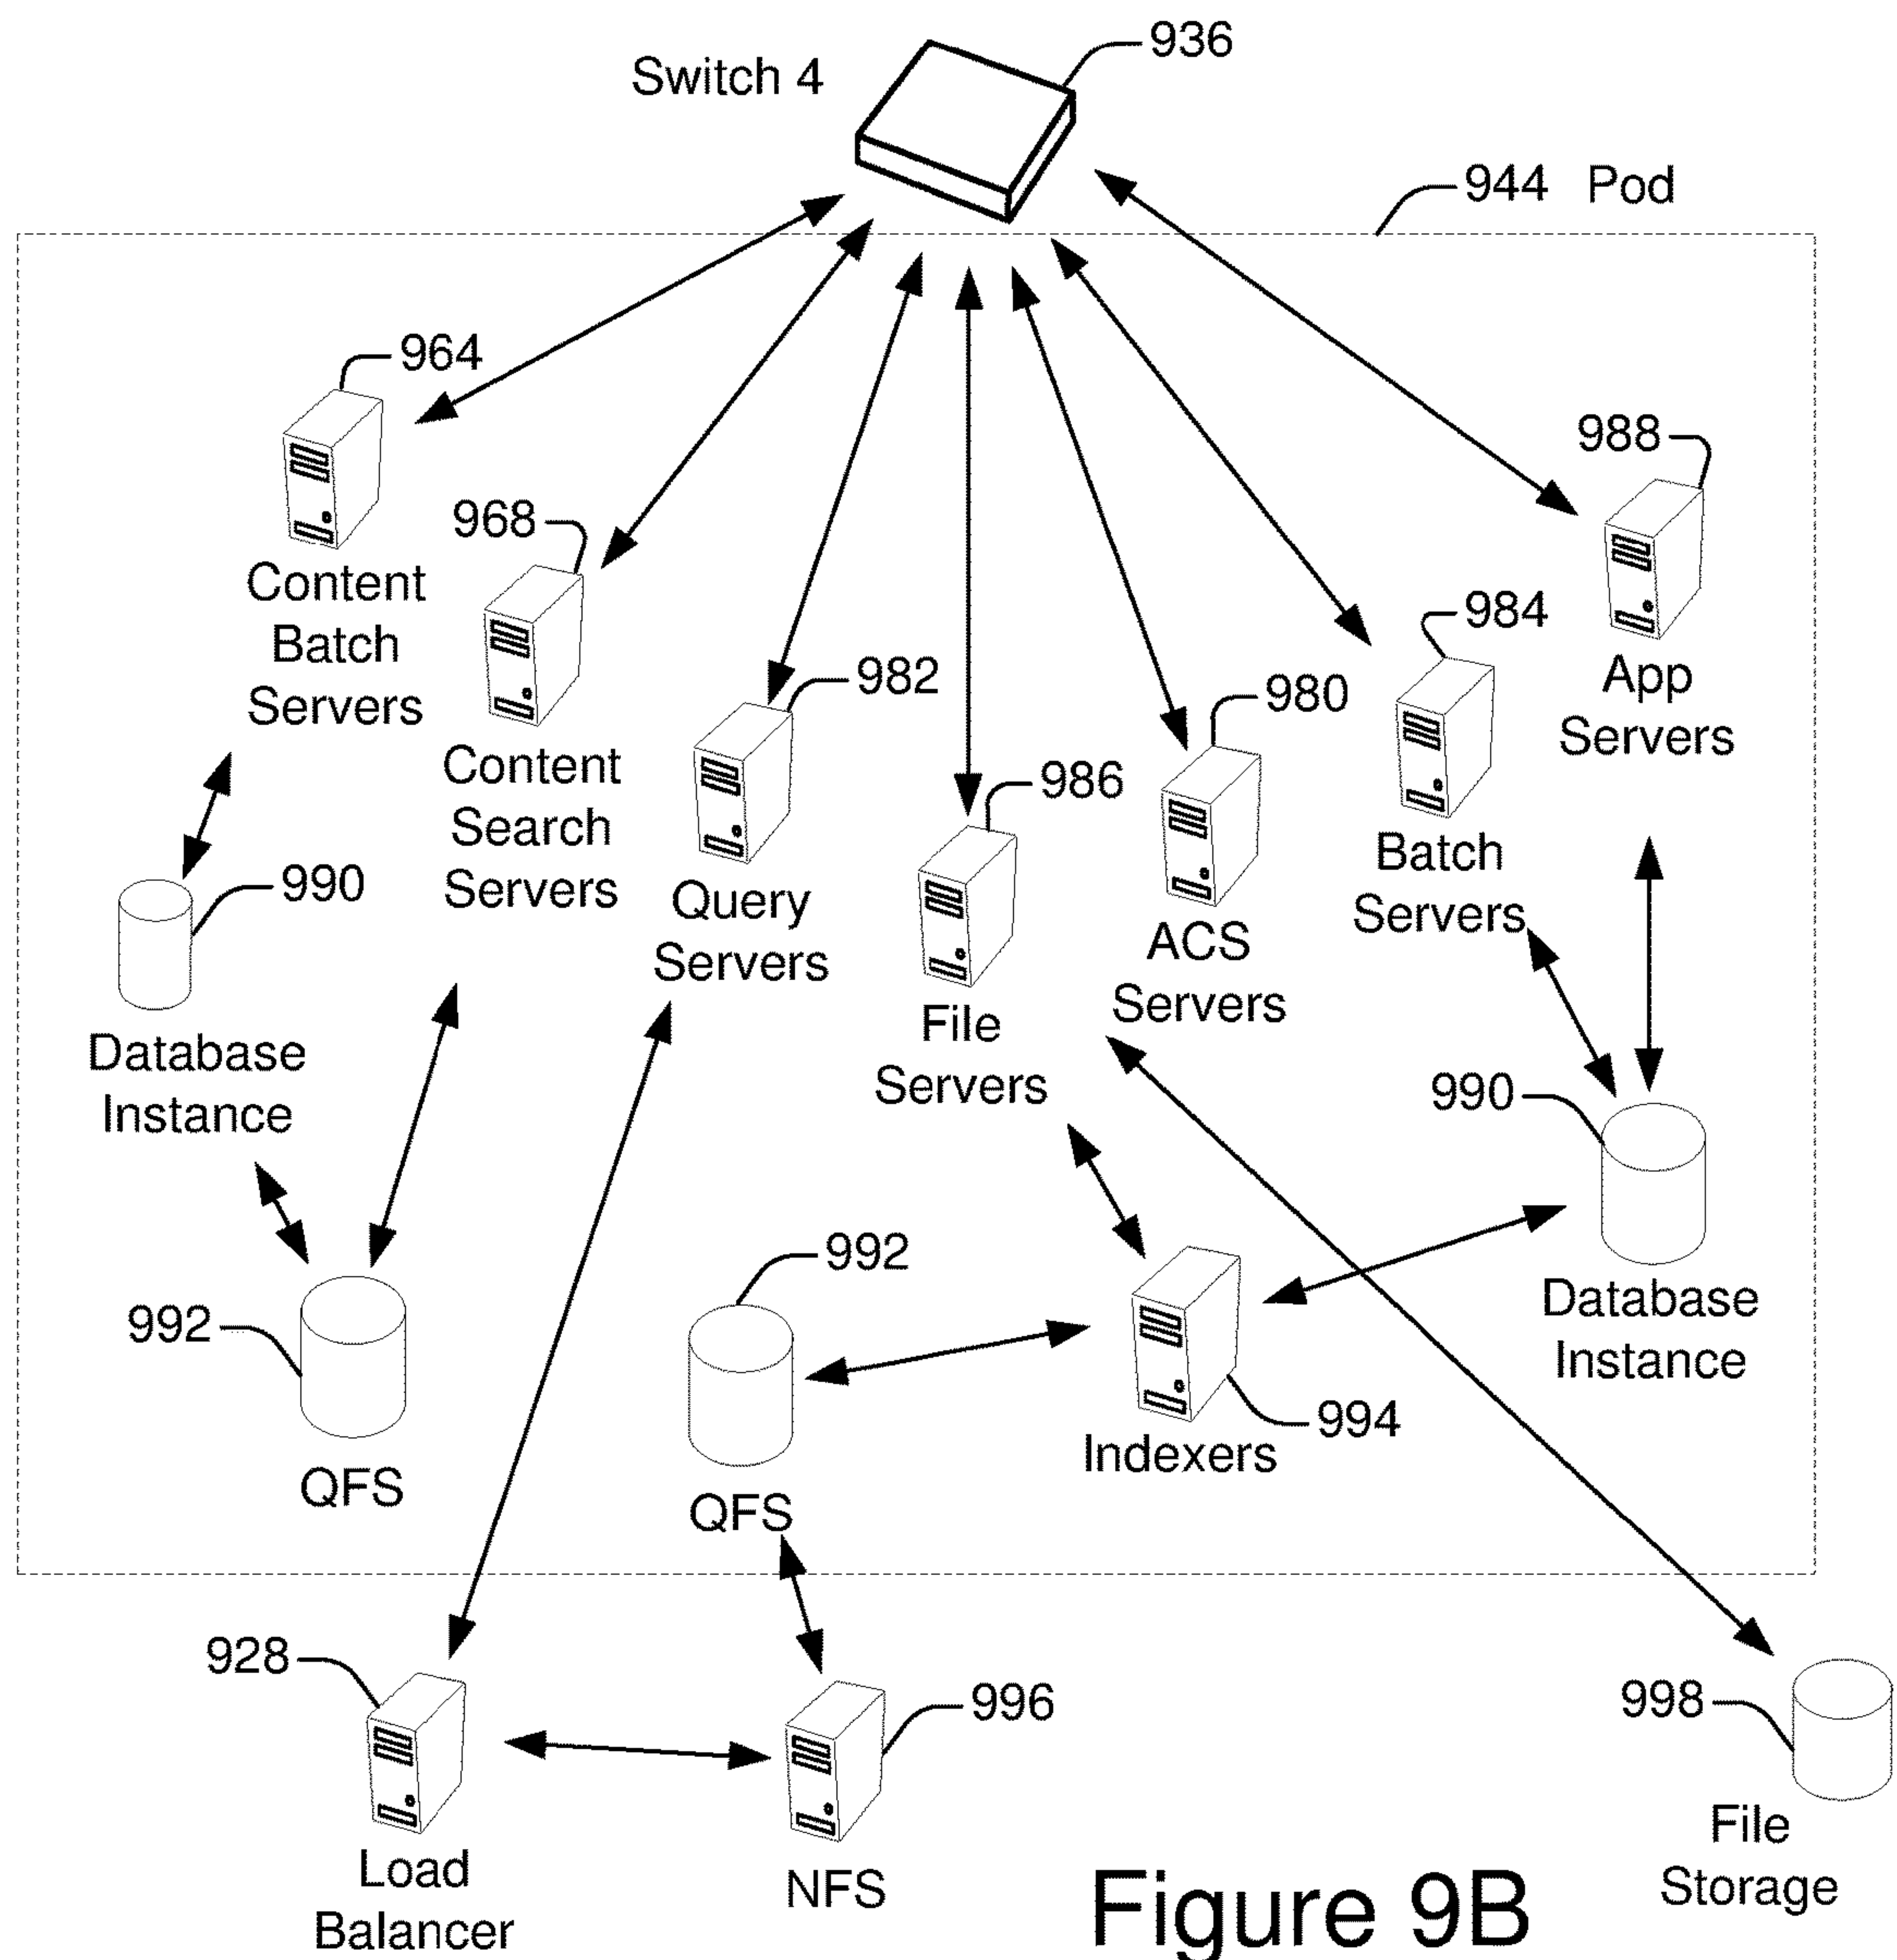 936
Switch 4
944 Pod
964
988
968
Content
Batch
Servers
984
982
980
App
Servers
Content
Search
Servers
986
Batch
Servers
990
Query
Servers
ACS
Servers
File
Servers
Database
Instance
990
992
992
Database
Instance
994
Indexers
QFS
QFS
928
996
998
File
Storage
Load
Balancer
NFS
Figure 9B